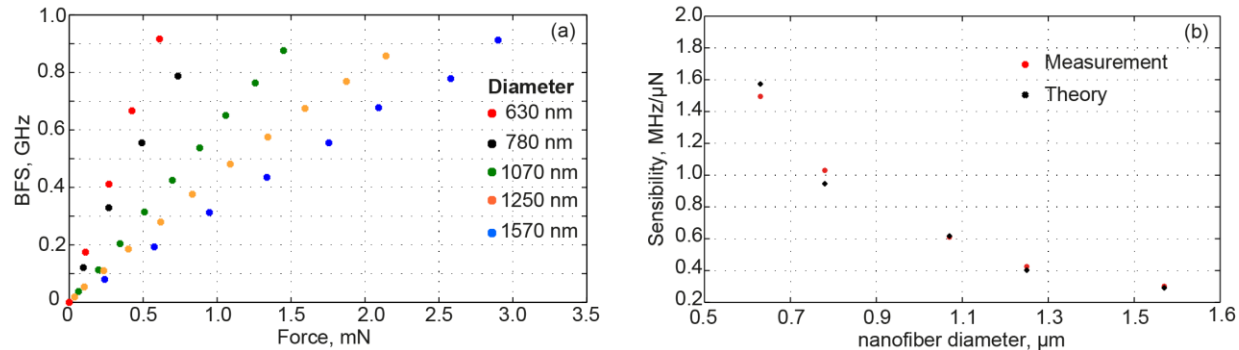 (a)
BFS, GHz
1.0
0.8
0.6
0.4
0.2
0
0
0.5
1.0
1.5
2.0
2.5
3.0
3.5
Force, mN
Diameter
630 nm
780 nm
1070 nm
1250 nm
1570 nm
(b)
Sensibility, MHz/µN
2.0
1.8
1.6
1.4
1.2
1.0
0.8
0.6
0.4
0.2
0.5
0.7
0.9
1.1
1.3
1.5
1.6
nanofiber diameter, µm
Measurement
Theory